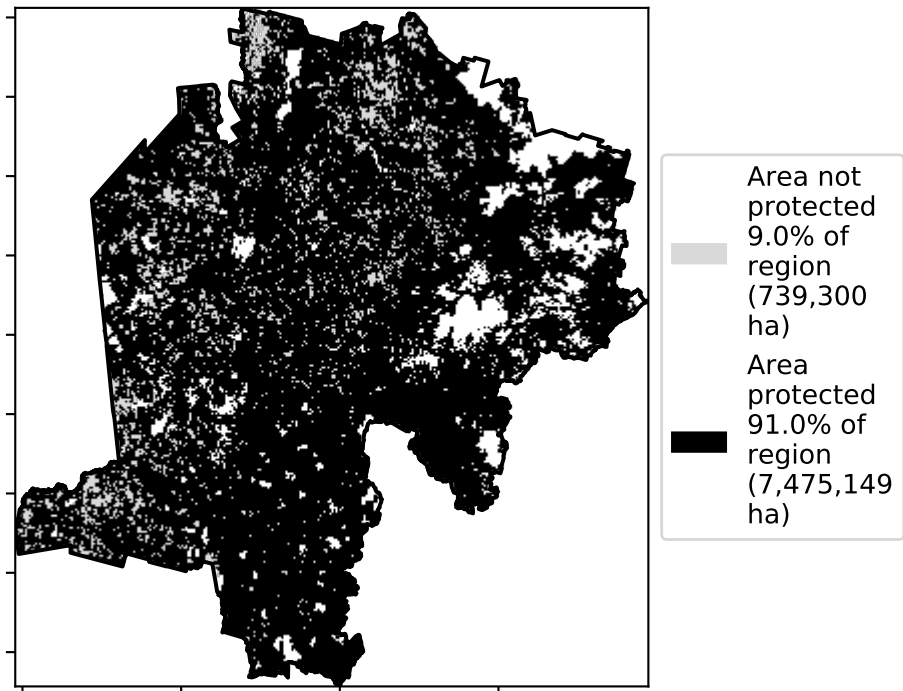 Area not
protected
9.0% of
region
(739,300
ha)
Area
protected
91.0% of
region
(7,475,149
ha)